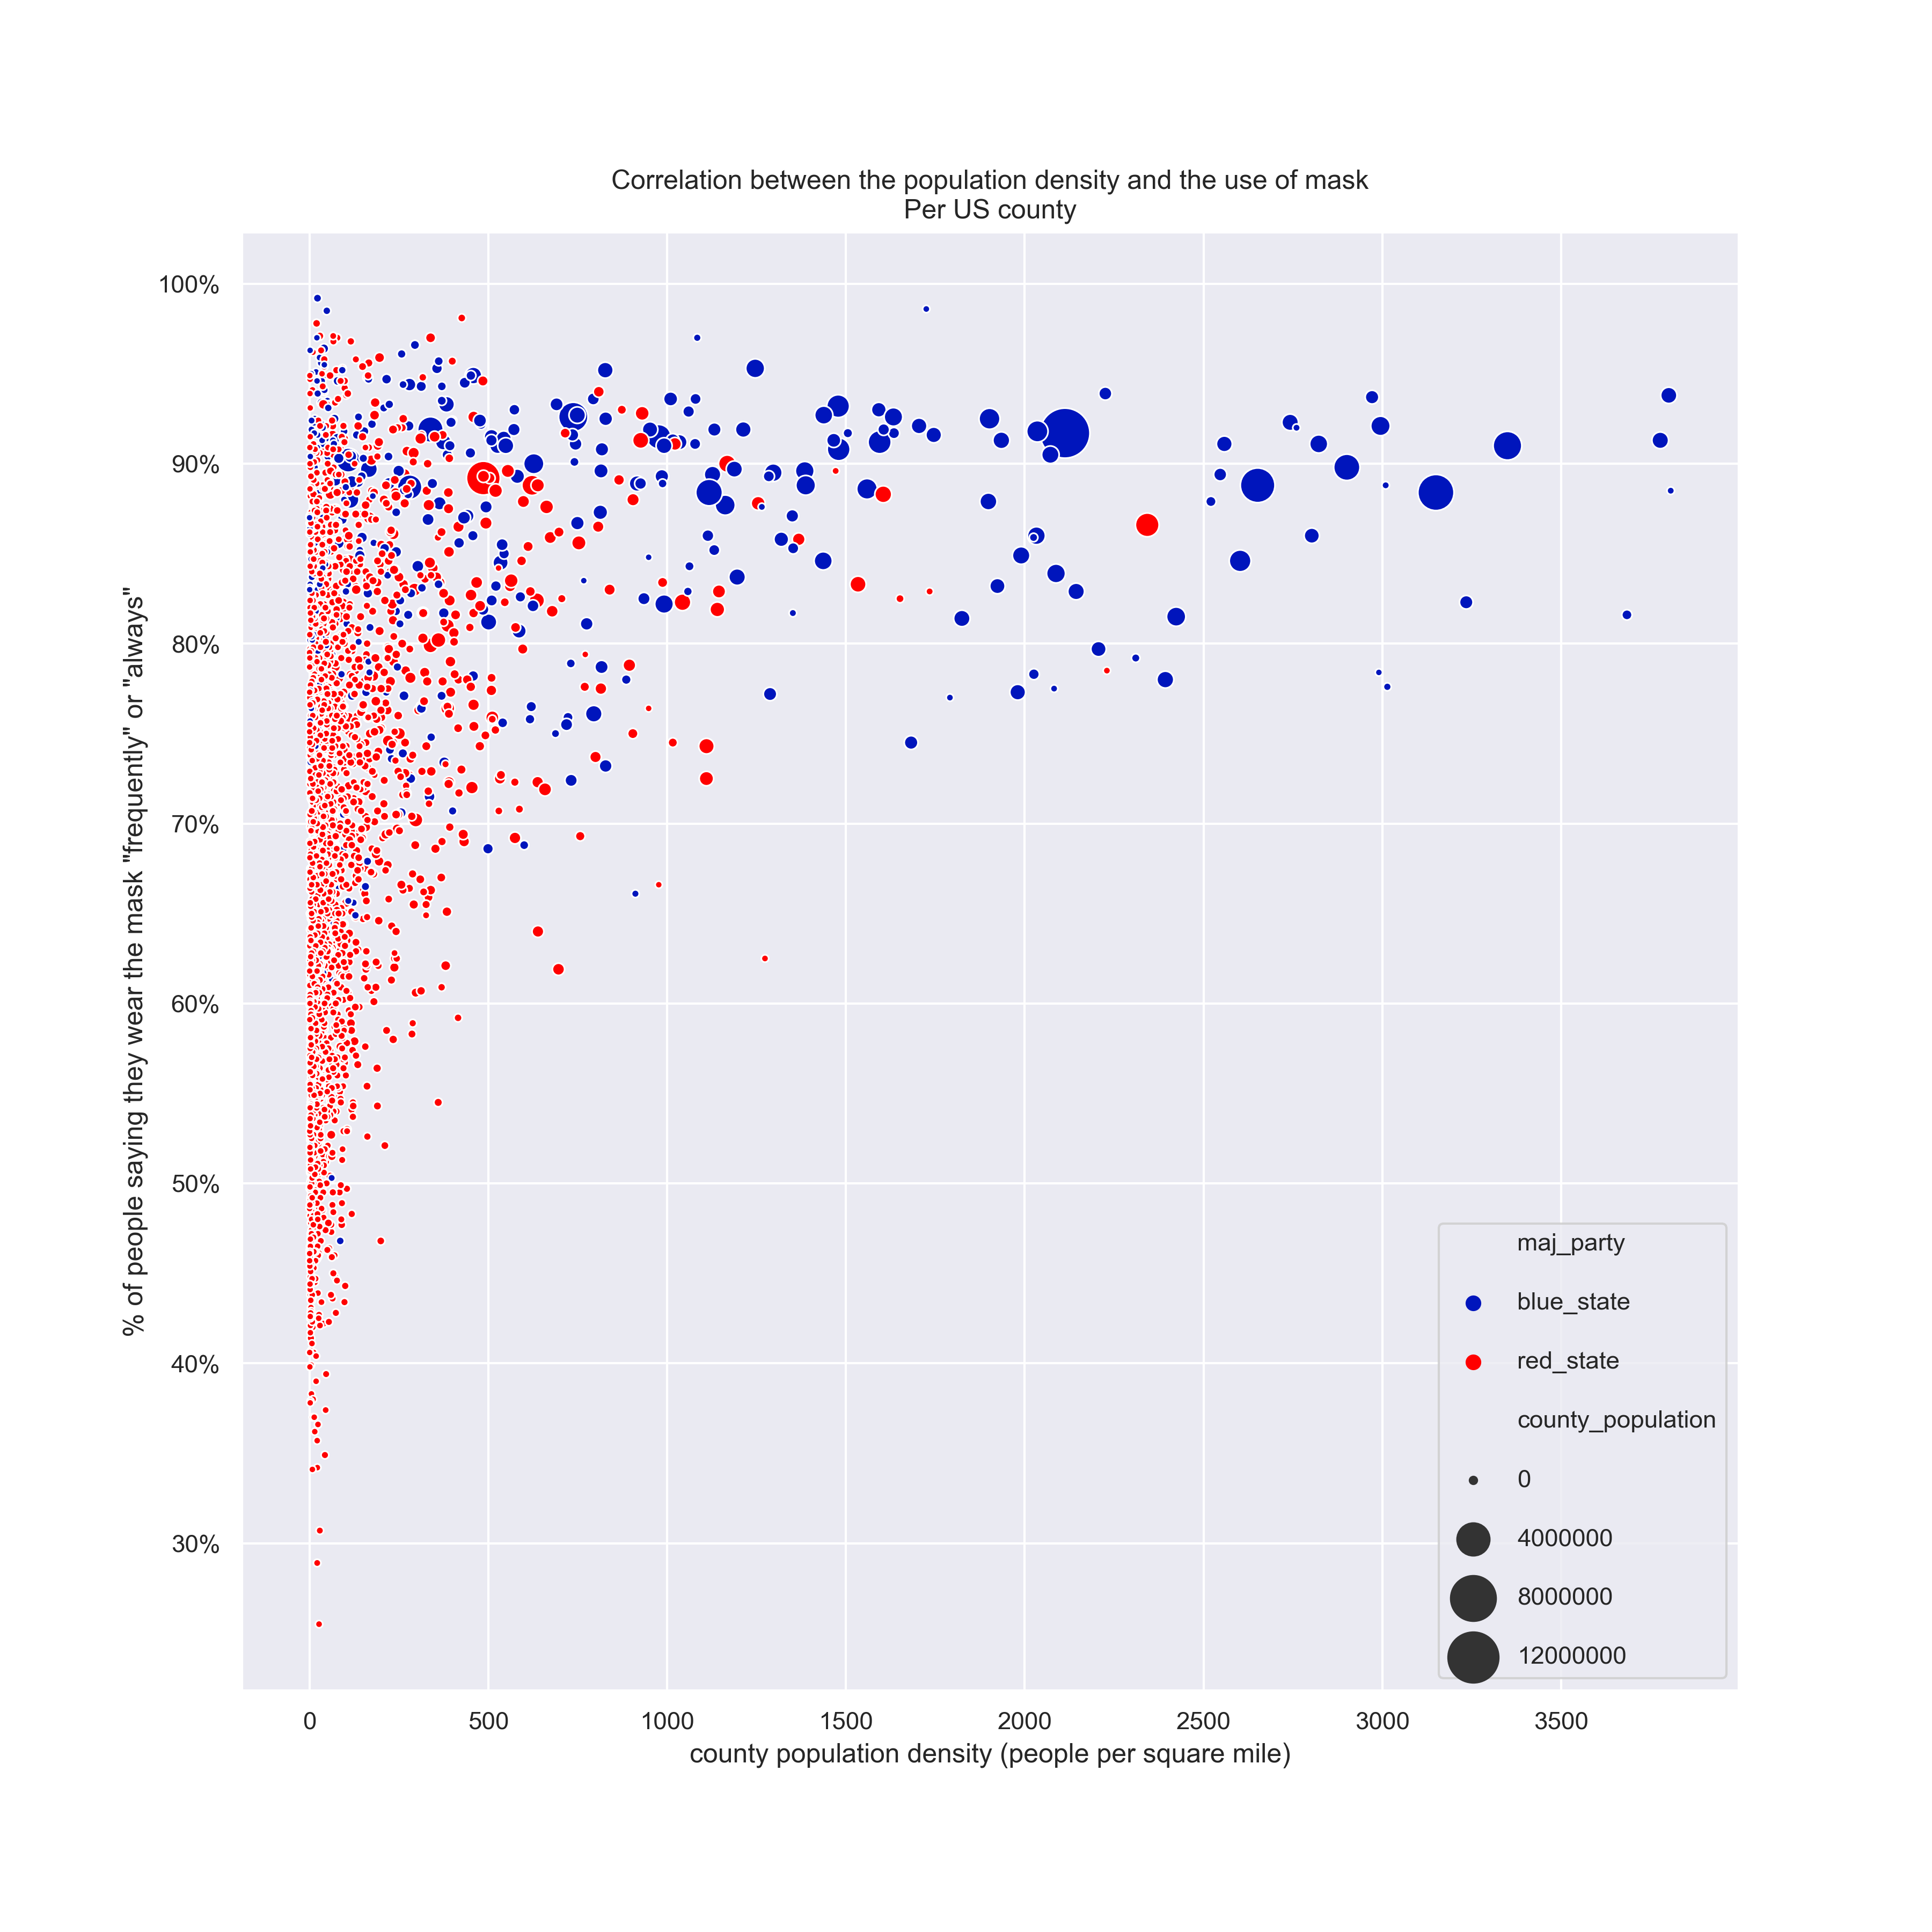 Correlation between the population density and the use of mask
Per US county
100%
90%
80%
70%
60%
50%
40%
30%
% of people saying they wear the mask "frequently" or "always"
maj_party
blue_state
red_state
county_population
0
4000000
8000000
12000000
0 500 1000 1500 2000 2500 3000 3500
county population density (people per square mile)